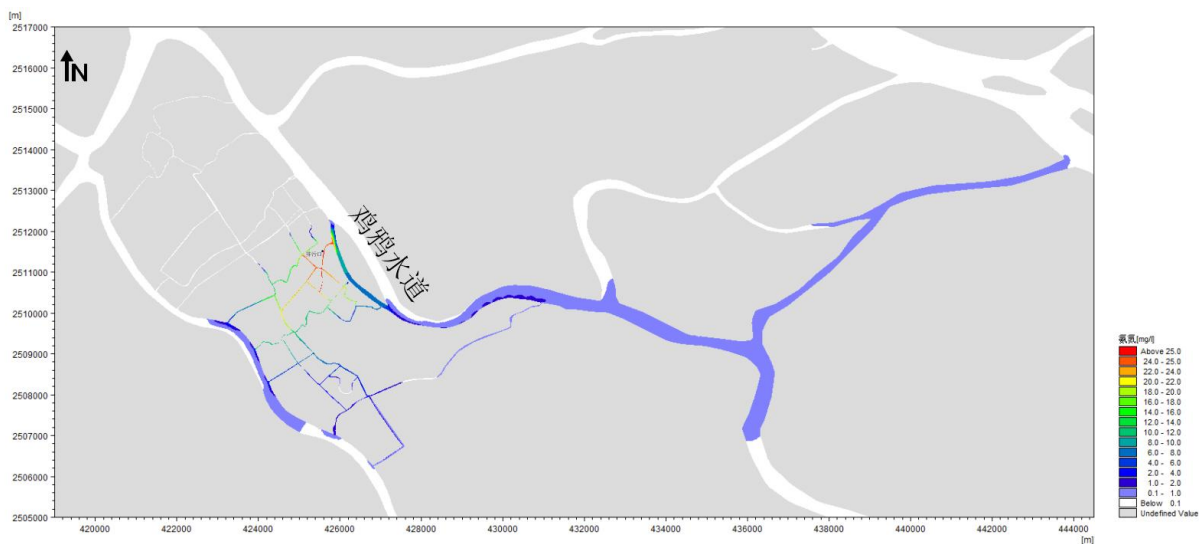 [m]
2517000
2516000
2515000
2514000
2513000
2512000
2511000
2510000
2509000
2508000
2507000
2506000
2505000
N
鸡鸦水道
420000 422000 424000 426000 428000 430000 432000 434000 436000 438000 440000 442000 444000
[m]
氨氮[mg/l]
Above 25.0
24.0 - 25.0
22.0 - 24.0
20.0 - 22.0
18.0 - 20.0
16.0 - 18.0
14.0 - 16.0
12.0 - 14.0
10.0 - 12.0
8.0 - 10.0
6.0 - 8.0
4.0 - 6.0
2.0 - 4.0
1.0 - 2.0
0.1 - 1.0
Below 0.1
Undefined Value